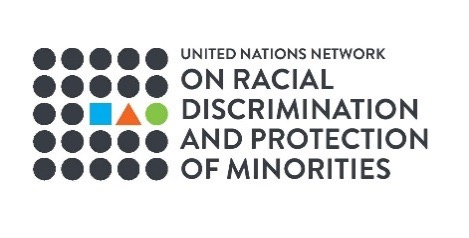 UNITED NATIONS NETWORK
ON RACIAL
DISCRIMINATION
AND PROTECTION
OF MINORITIES